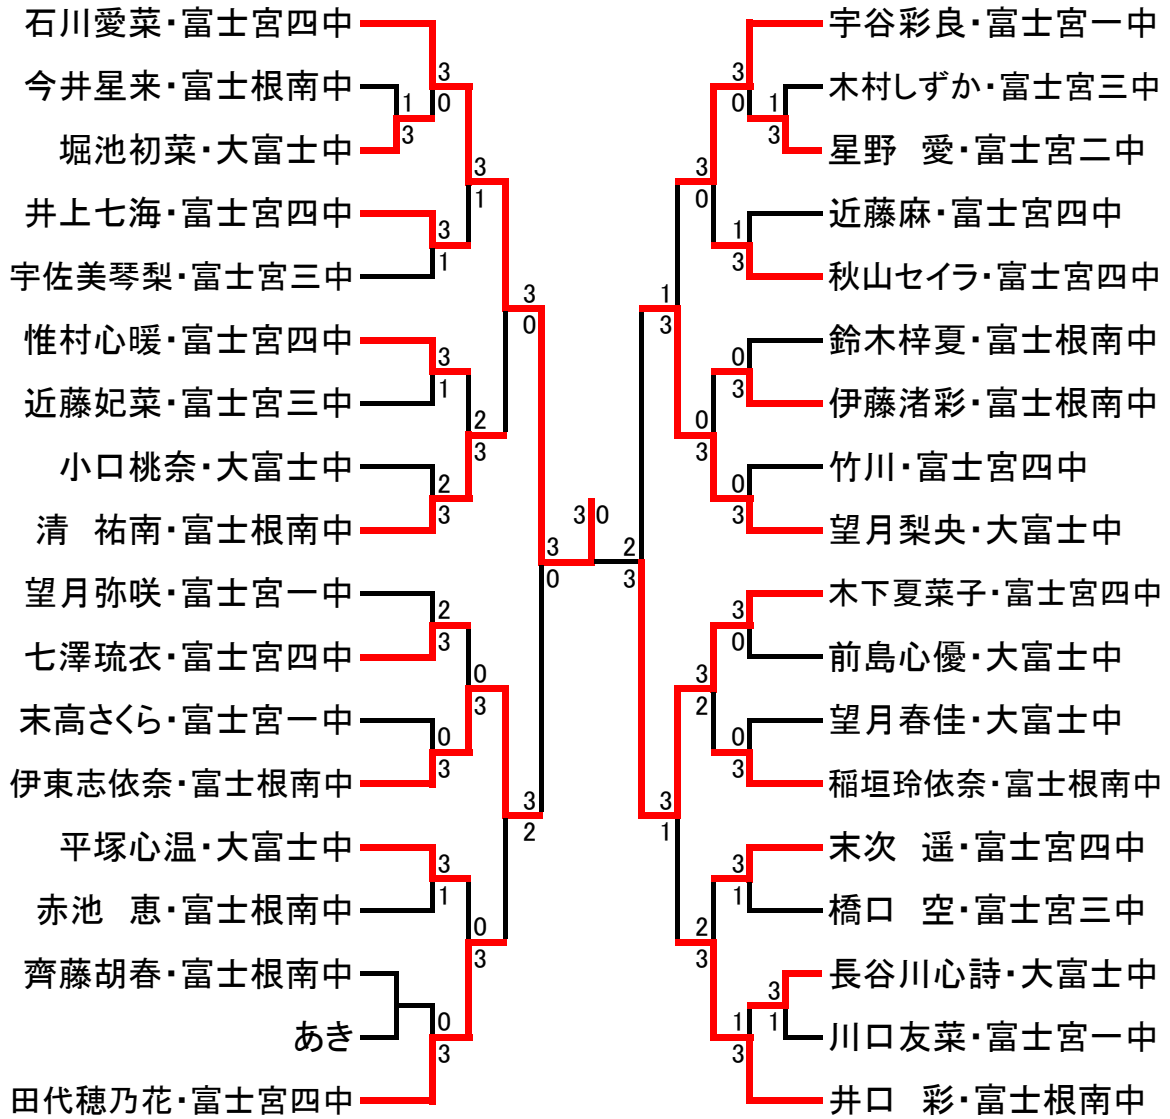 石川愛菜・富士宮四中
今井星来・富士根南中
堀池初菜・大富士中
井上七海・富士宮四中
宇佐美琴梨・富士宮三中
惟村心暖・富士宮四中
近藤妃菜・富士宮三中
小口桃奈・大富士中
清　祐南・富士根南中
望月弥咲・富士宮一中
七澤琉衣・富士宮四中
末高さくら・富士宮一中
伊東志依奈・富士根南中
平塚心温・大富士中
赤池　恵・富士根南中
齊藤胡春・富士根南中
あき
田代穂乃花・富士宮四中
3
0
1
3
3
1
3
1
3
0
3
1
2
3
2
3
3
0
2
3
0
3
0
3
3
2
3
1
0
3
0
3
3 0
宇谷彩良・富士宮一中
木村しずか・富士宮三中
星野　愛・富士宮二中
近藤麻・富士宮四中
秋山セイラ・富士宮四中
鈴木梓夏・富士根南中
伊藤渚彩・富士根南中
竹川・富士宮四中
望月梨央・大富士中
木下夏菜子・富士宮四中
前島心優・大富士中
望月春佳・大富士中
稲垣玲依奈・富士根南中
末次　遥・富士宮四中
橋口　空・富士宮三中
長谷川心詩・大富士中
川口友菜・富士宮一中
井口　彩・富士根南中
3
0
1
3
3
0
1
3
1
3
0
3
0
3
0
3
2
3
3
0
3
2
0
3
3
1
3
1
2
3
3
1
1
3